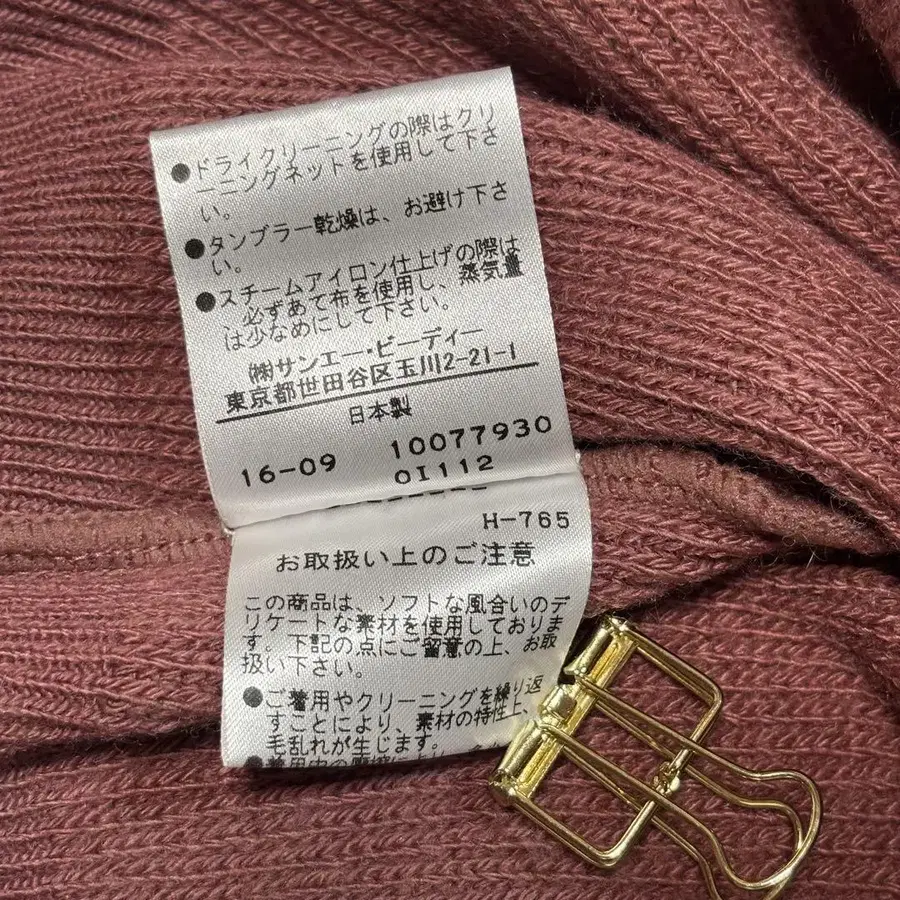 ●ドライクリーニングの際はクリ
ーニングネットを使用して下さ
い。
●タンブラー乾燥は、お避け下さ
い。
●スチームアイロン仕上げの際は
、必ずあて布を使用し、蒸気量
は少なめにして下さい。
㈱サンエー・ビーディー
東京都世田谷区玉川2-21-1
日本製
16-09 10077930
OI112
H-765
お取扱い上のご注意
この商品は、ソフトな風合いのデ
リケートな素材を使用しておりま
す。下記の点にご留意の上、お取
扱い下さい。
●ご着用やクリーニングを繰り返
すことにより、素材の特性上、
毛乱れが生じます。
●着用中の摩擦により